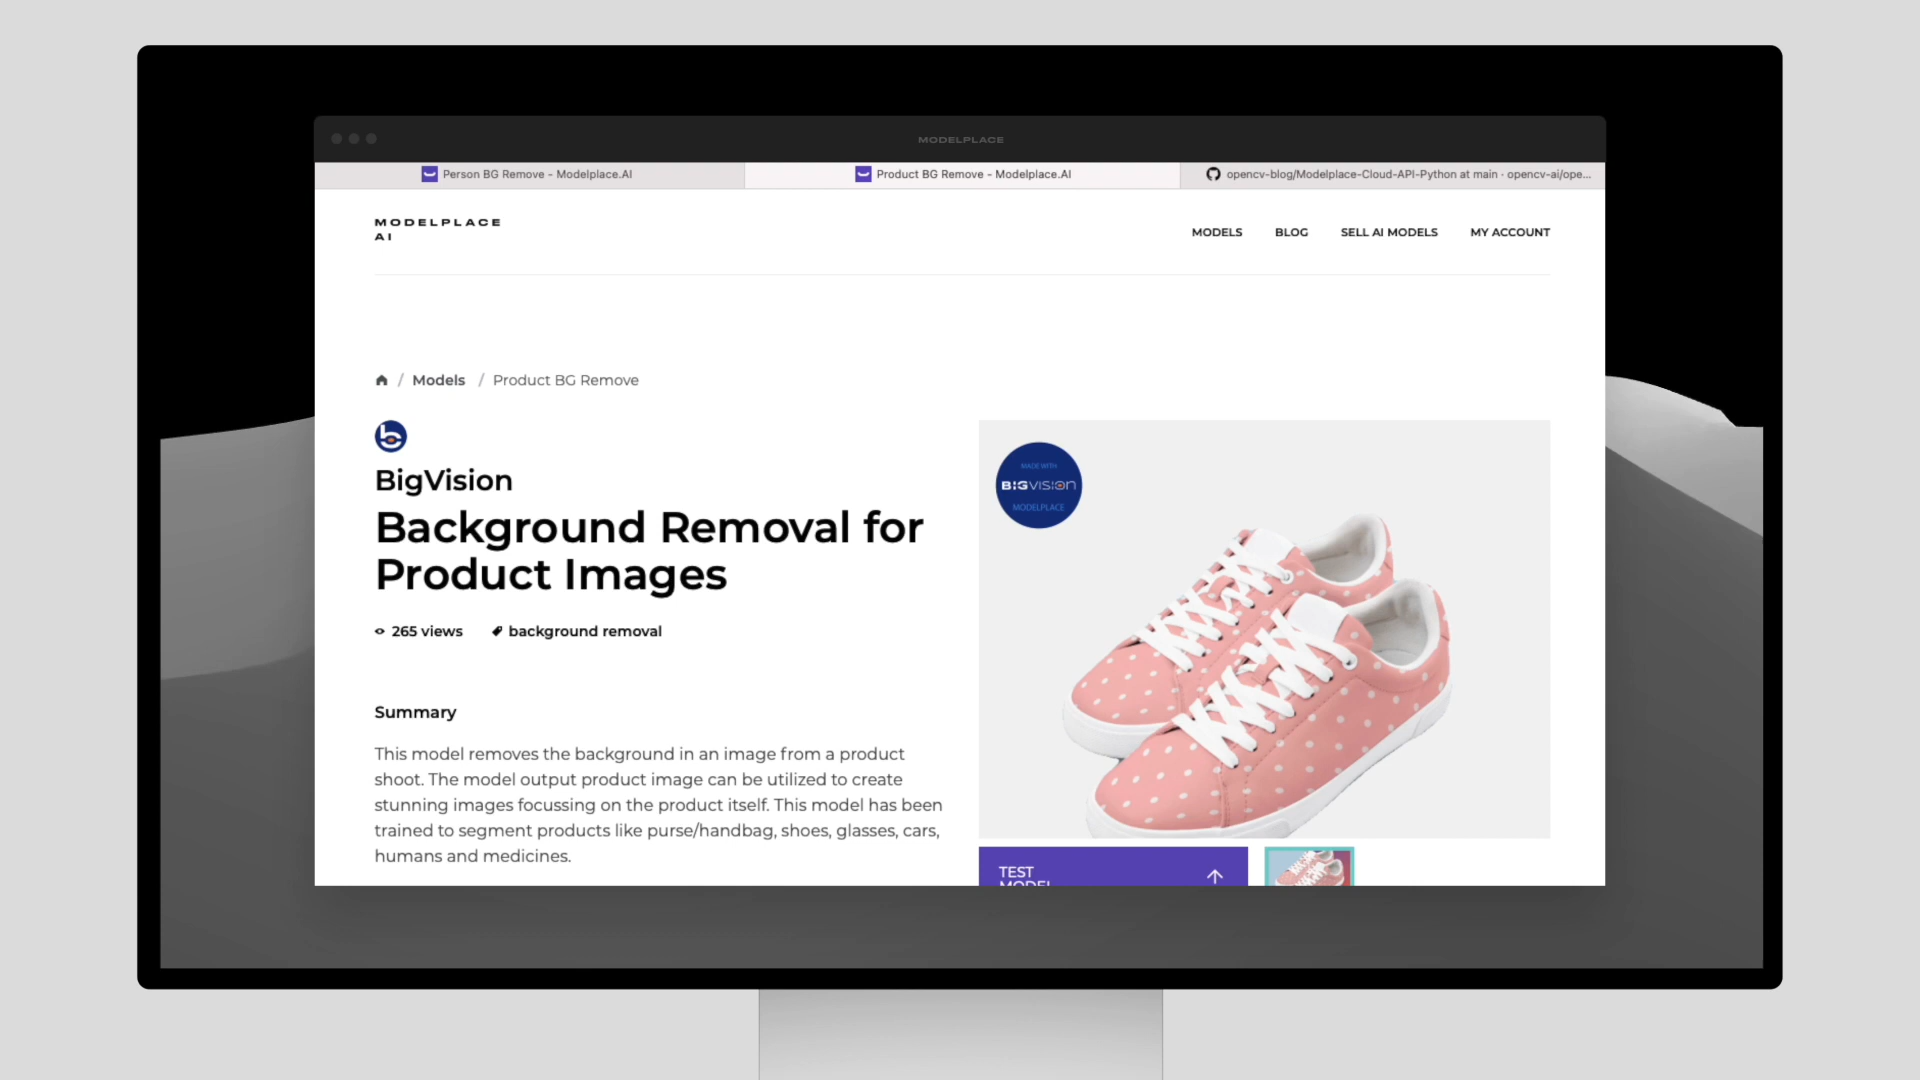 MODELPLACE
Person BG Remove - Modelplace.AI
Product BG Remove - Modelplace.AI
opencv-blog/Modelplace-Cloud-API-Python at main · opencv-ai/ope...
MODELPLACE
AI
MODELS
BLOG
SELL AI MODELS
MY ACCOUNT
/ Models / Product BG Remove
BigVision
Background Removal for
Product Images
265 views
background removal
Summary
This model removes the background in an image from a product
shoot. The model output product image can be utilized to create
stunning images focussing on the product itself. This model has been
trained to segment products like purse/handbag, shoes, glasses, cars,
humans and medicines.
MADE WITH
BIGVISION
MODELPLACE
TEST
MODEL